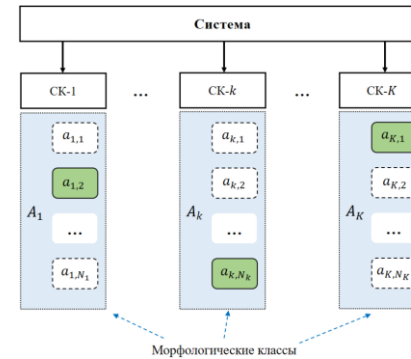 Система
СК-1 ... СК-k ... СК-K
a1,1 ak,1 aK,1
a1,2 ak,2 aK,2
A1 ... Ak ... AK ...
a1,N1 ak,Nk aK,NK
Морфологические классы